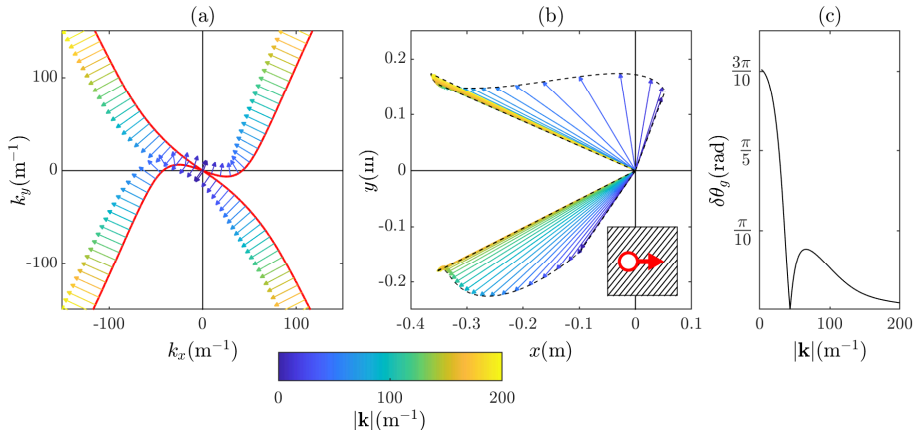 (a)
(b)
(c)
k_y(m⁻¹)
100
0
-100
-100
0
100
k_x(m⁻¹)
y(m)
0.2
0.1
0
-0.1
-0.2
-0.4
-0.3
-0.2
-0.1
0
0.1
x(m)
δθ_g(rad)
3π/10
π/5
π/10
0
100
200
|k|(m⁻¹)
0
100
200
|k|(m⁻¹)